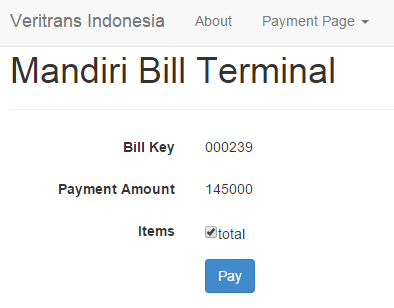 Veritrans Indonesia About Payment Page
Mandiri Bill Terminal
Bill Key 000239
Payment Amount 145000
Items total
Pay